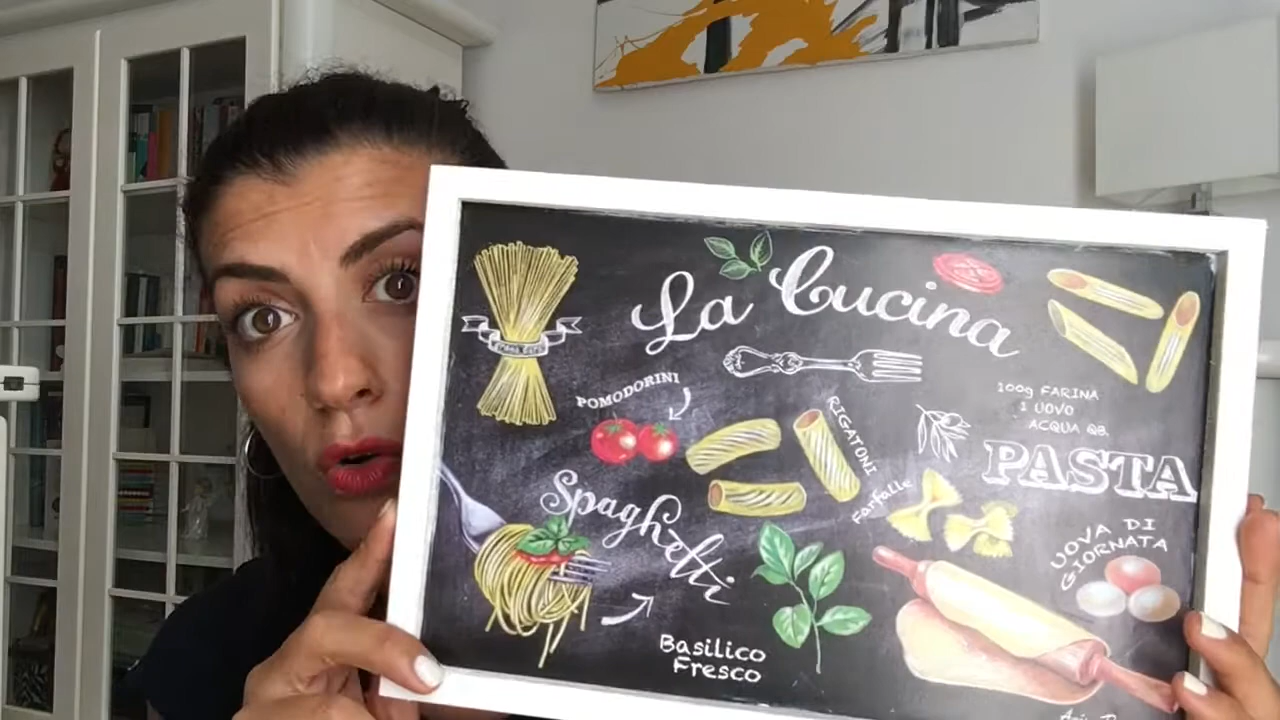 La Cucina
POMODORINI
RIGATONI
100g FARINA
1 UOVO
ACQUA QB.
PASTA
Farfalle
Spaghetti
UOVA DI
GIORNATA
Basilico
Fresco